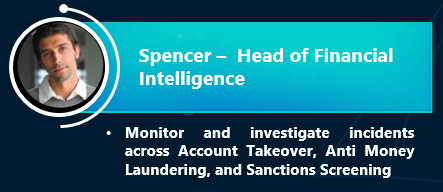 Spencer – Head of Financial
Intelligence
• Monitor and investigate incidents
across Account Takeover, Anti Money
Laundering, and Sanctions Screening